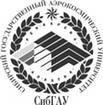 СИБИРСКИЙ ГОСУДАРСТВЕННЫЙ АЭРОКОСМИЧЕСКИЙ УНИВЕРСИТЕТ
СибГАУ